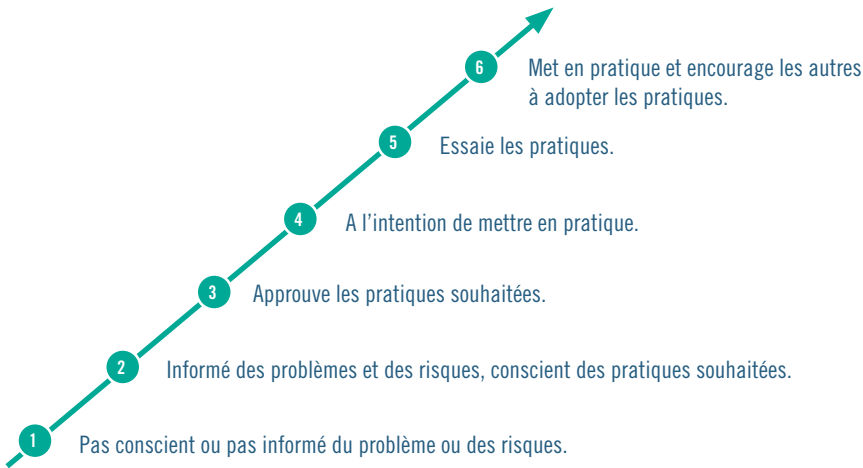 6
Met en pratique et encourage les autres
à adopter les pratiques.
5
Essaie les pratiques.
4
A l’intention de mettre en pratique.
3
Approuve les pratiques souhaitées.
2
Informé des problèmes et des risques, conscient des pratiques souhaitées.
1
Pas conscient ou pas informé du problème ou des risques.